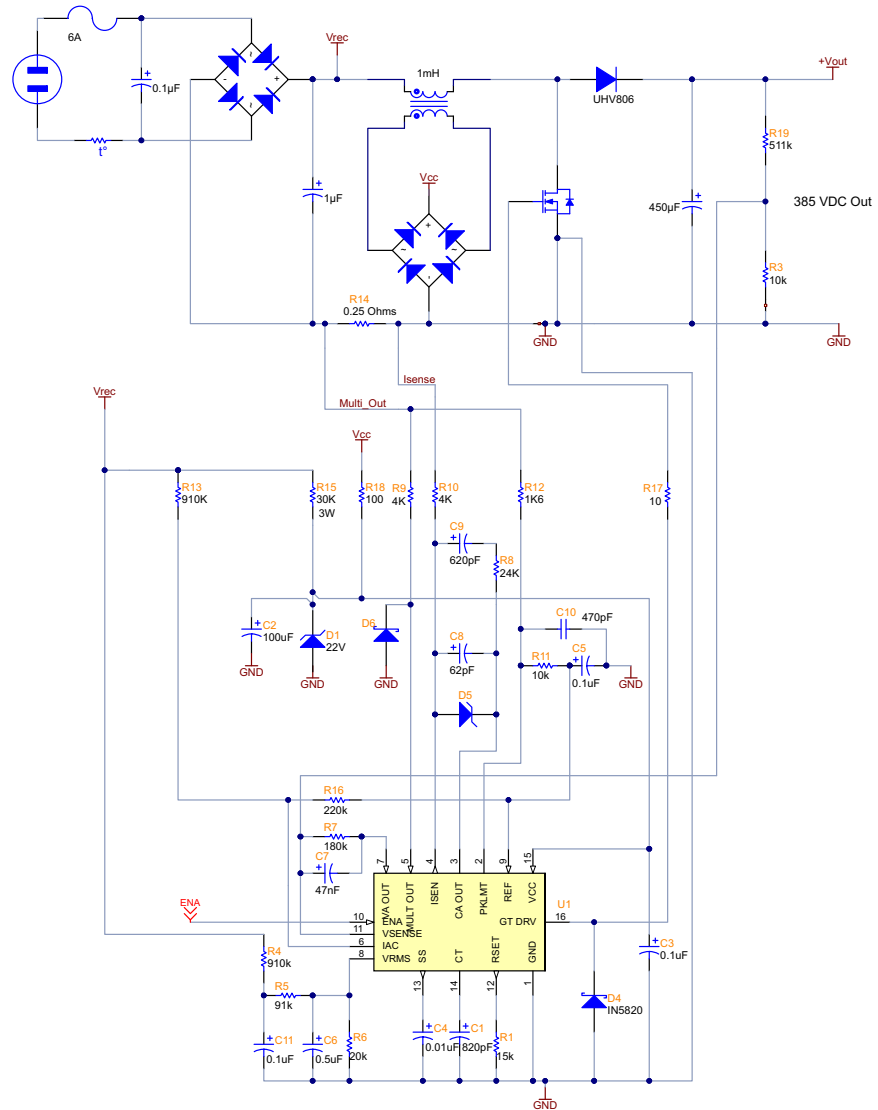 6A
0.1µF
t°
~
-
+
~
Vrec
1µF
1mH
Vcc
+
~
~
-
UHV806
+Vout
R19
511k
450µF
385 VDC Out
R3
10k
R14
0.25 Ohms
GND
GND
Isense
Multi_Out
Vrec
Vcc
R13
910K
R15
30K
3W
R18
100
R9
4K
R10
4K
R12
1K6
R17
10
C9
620pF
R8
24K
C2
100uF
GND
D1
22V
GND
D6
GND
C8
62pF
C10
470pF
R11
10k
C5
0.1uF
GND
D5
R16
220k
R7
180k
C7
47nF
7
5
4
3
2
9
15
VA OUT
MULT OUT
ISEN
CA OUT
PKLMT
REF
VCC
U1
ENA
10
ENA
11
VSENSE
6
IAC
8
VRMS
GT DRV
16
SS
CT
RSET
GND
13
14
12
1
R4
910k
R5
91k
C11
0.1uF
C6
0.5uF
R6
20k
C4
0.01uF
C1
820pF
R1
15k
D4
IN5820
C3
0.1uF
GND